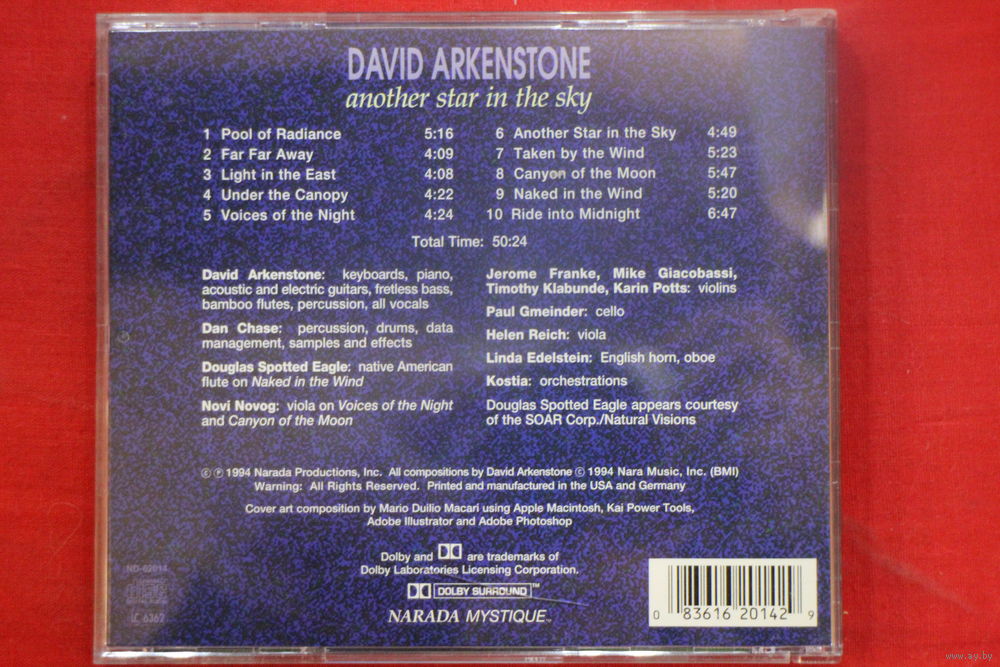 DAVID ARKENSTONE
another star in the sky
1 Pool of Radiance 5:16
2 Far Far Away 4:09
3 Light in the East 4:08
4 Under the Canopy 4:22
5 Voices of the Night 4:24
6 Another Star in the Sky 4:49
7 Taken by the Wind 5:23
8 Canyon of the Moon 5:47
9 Naked in the Wind 5:20
10 Ride into Midnight 6:47
Total Time: 50:24
David Arkenstone: keyboards, piano,
acoustic and electric guitars, fretless bass,
bamboo flutes, percussion, all vocals
Dan Chase: percussion, drums, data
management, samples and effects
Douglas Spotted Eagle: native American
flute on Naked in the Wind
Novi Novog: viola on Voices of the Night
and Canyon of the Moon
Jerome Franke, Mike Giacobassi,
Timothy Klabunde, Karin Potts: violins
Paul Gmeinder: cello
Helen Reich: viola
Linda Edelstein: English horn, oboe
Kostia: orchestrations
Douglas Spotted Eagle appears courtesy
of the SOAR Corp./Natural Visions
© ℗ 1994 Narada Productions, Inc. All compositions by David Arkenstone © 1994 Nara Music, Inc. (BMI)
Warning: All Rights Reserved. Printed and manufactured in the USA and Germany
Cover art composition by Mario Duilio Macari using Apple Macintosh, Kai Power Tools,
Adobe Illustrator and Adobe Photoshop
Dolby and are trademarks of
Dolby Laboratories Licensing Corporation.
DOLBY SURROUND™
NARADA MYSTIQUE™
ND-62014
LC 6367
0 83616 20142 9
www.ay.by